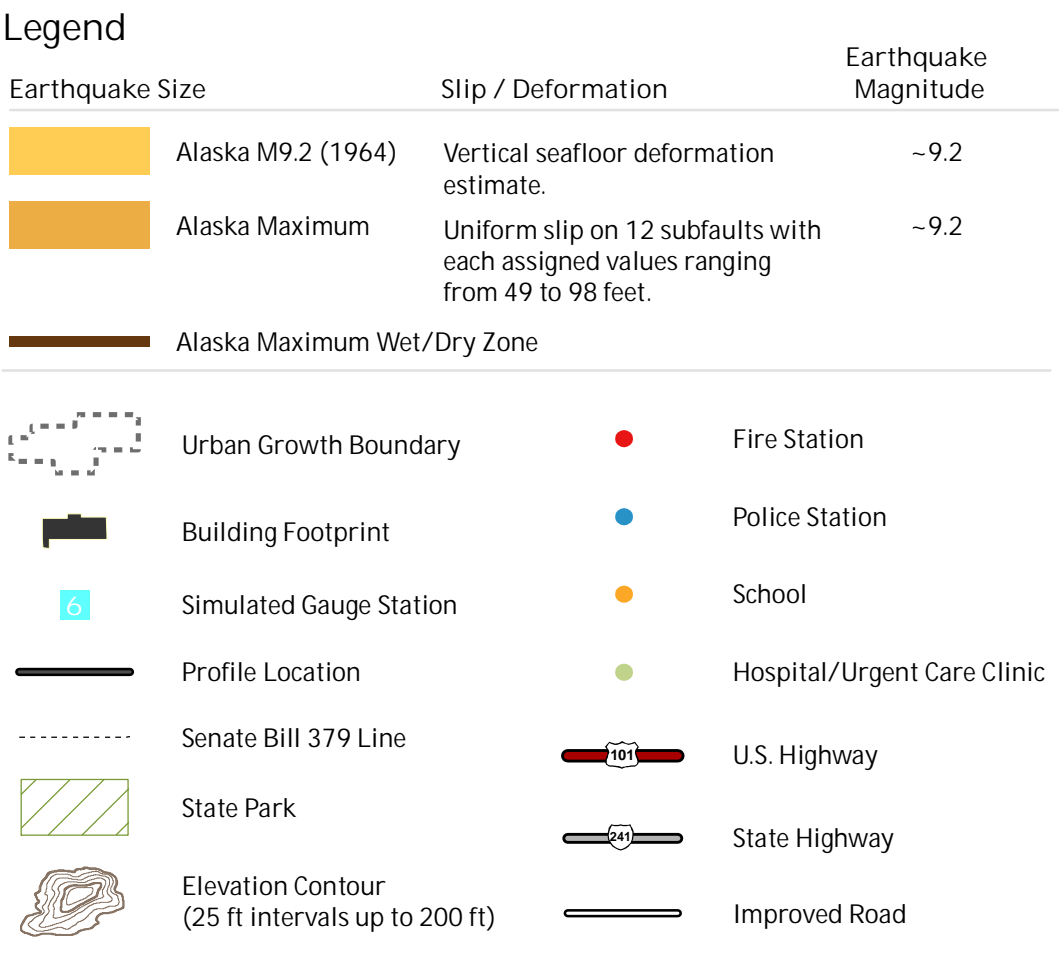 Legend
Earthquake Size
Slip / Deformation
Earthquake
Magnitude
Alaska M9.2 (1964)
Vertical seafloor deformation
estimate.
~9.2
Alaska Maximum
Uniform slip on 12 subfaults with
each assigned values ranging
from 49 to 98 feet.
~9.2
Alaska Maximum Wet/Dry Zone
Urban Growth Boundary
Building Footprint
6
Simulated Gauge Station
Profile Location
Senate Bill 379 Line
State Park
Elevation Contour
(25 ft intervals up to 200 ft)
Fire Station
Police Station
School
Hospital/Urgent Care Clinic
101
U.S. Highway
241
State Highway
Improved Road